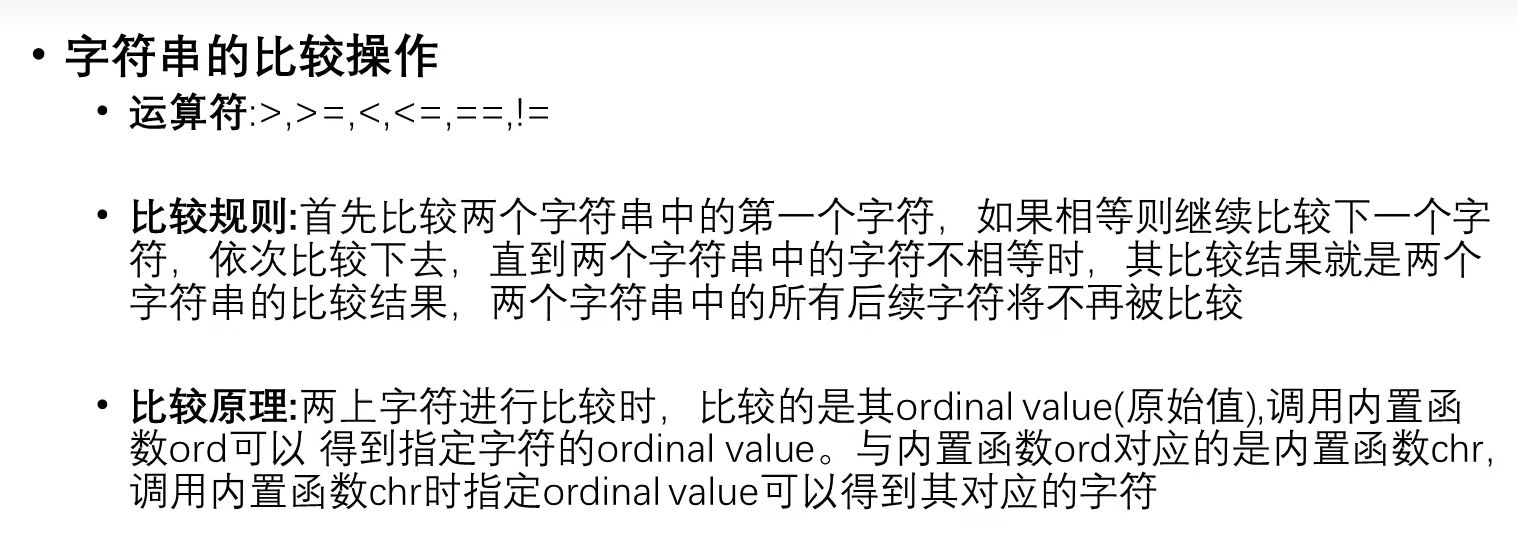 • 字符串的比较操作
• 运算符:>,>=,<,<=,==,!=
• 比较规则:首先比较两个字符串中的第一个字符，如果相等则继续比较下一个字
符，依次比较下去，直到两个字符串中的字符不相等时，其比较结果就是两个
字符串的比较结果，两个字符串中的所有后续字符将不再被比较
• 比较原理:两上字符进行比较时，比较的是其ordinal value(原始值),调用内置函
数ord可以 得到指定字符的ordinal value。与内置函数ord对应的是内置函数chr,
调用内置函数chr时指定ordinal value可以得到其对应的字符